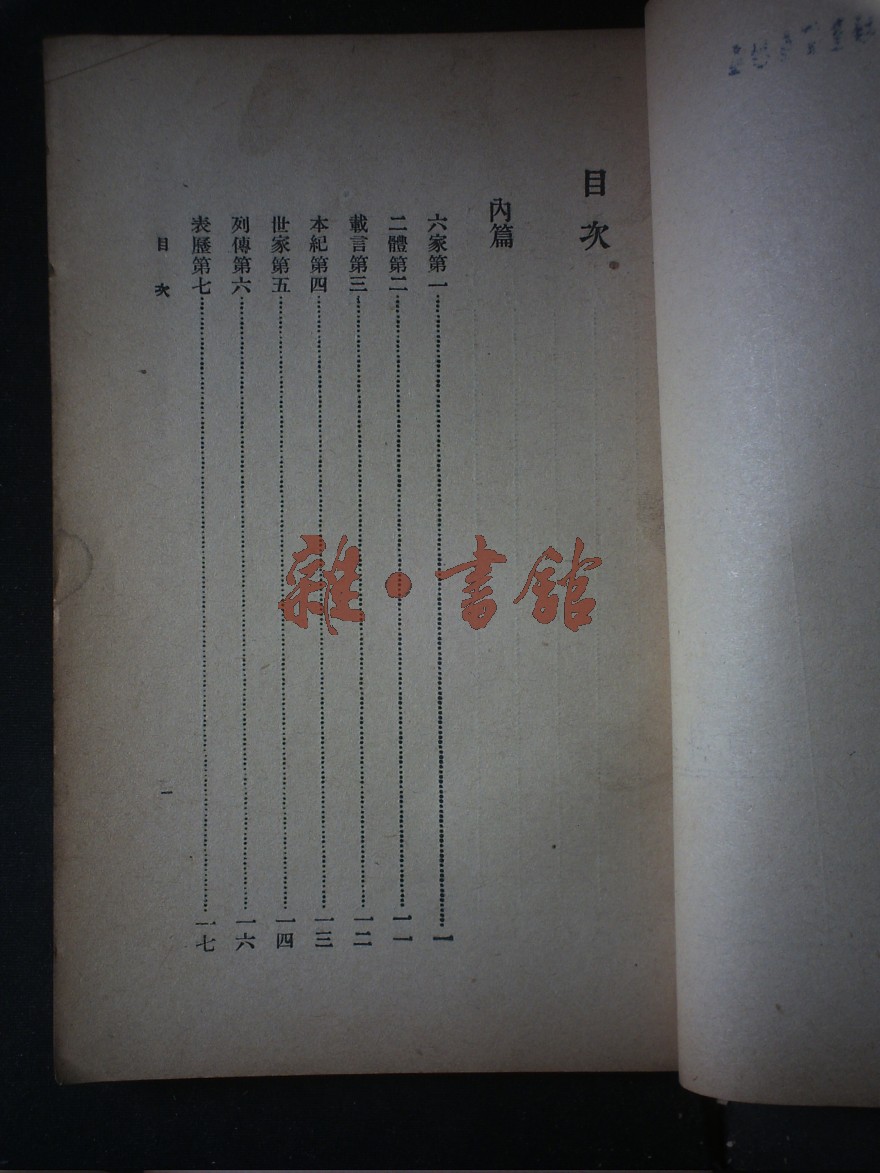 目次
內篇
六家第一……一
二體第二……一一
載言第三……一二
本紀第四……一三
世家第五……一四
列傳第六……一六
表歷第七……一七
目次 一
雜·書館